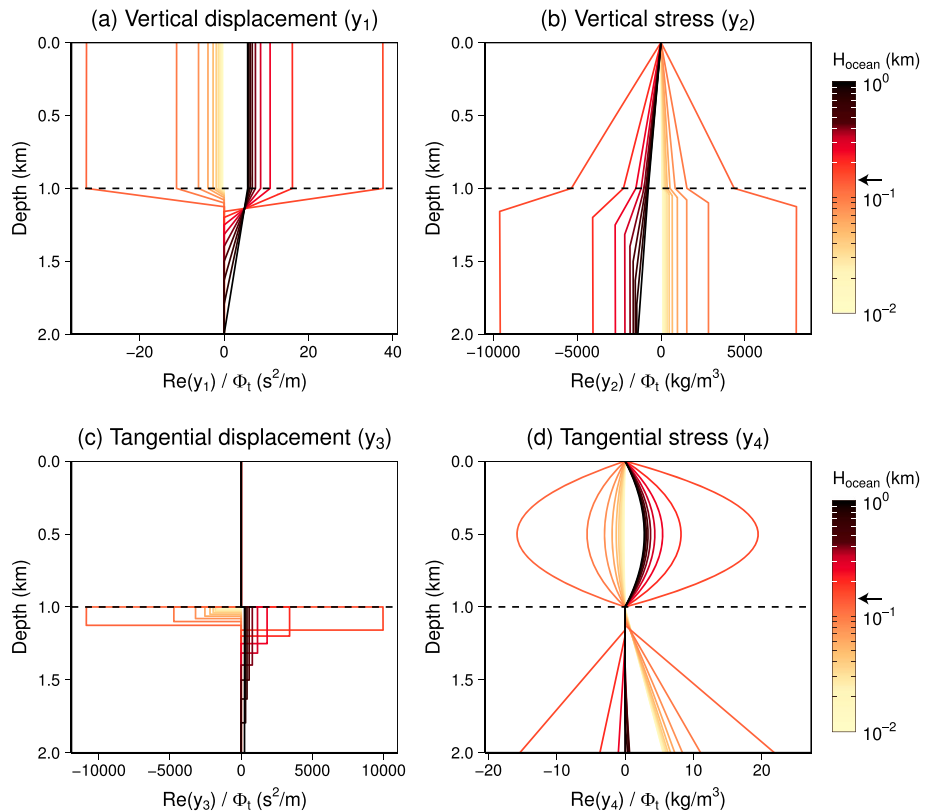 (a) Vertical displacement (y₁)
0.0
0.5
1.0
1.5
2.0
Depth (km)
−20 0 20 40
Re(y₁) / Φₜ (s²/m)
(b) Vertical stress (y₂)
0.0
0.5
1.0
1.5
2.0
Depth (km)
−10000 −5000 0 5000
Re(y₂) / Φₜ (kg/m³)
H_ocean (km)
10⁰
10⁻¹
10⁻²
(c) Tangential displacement (y₃)
0.0
0.5
1.0
1.5
2.0
Depth (km)
−10000 −5000 0 5000 10000
Re(y₃) / Φₜ (s²/m)
(d) Tangential stress (y₄)
0.0
0.5
1.0
1.5
2.0
Depth (km)
−20 −10 0 10 20
Re(y₄) / Φₜ (kg/m³)
H_ocean (km)
10⁰
10⁻¹
10⁻²